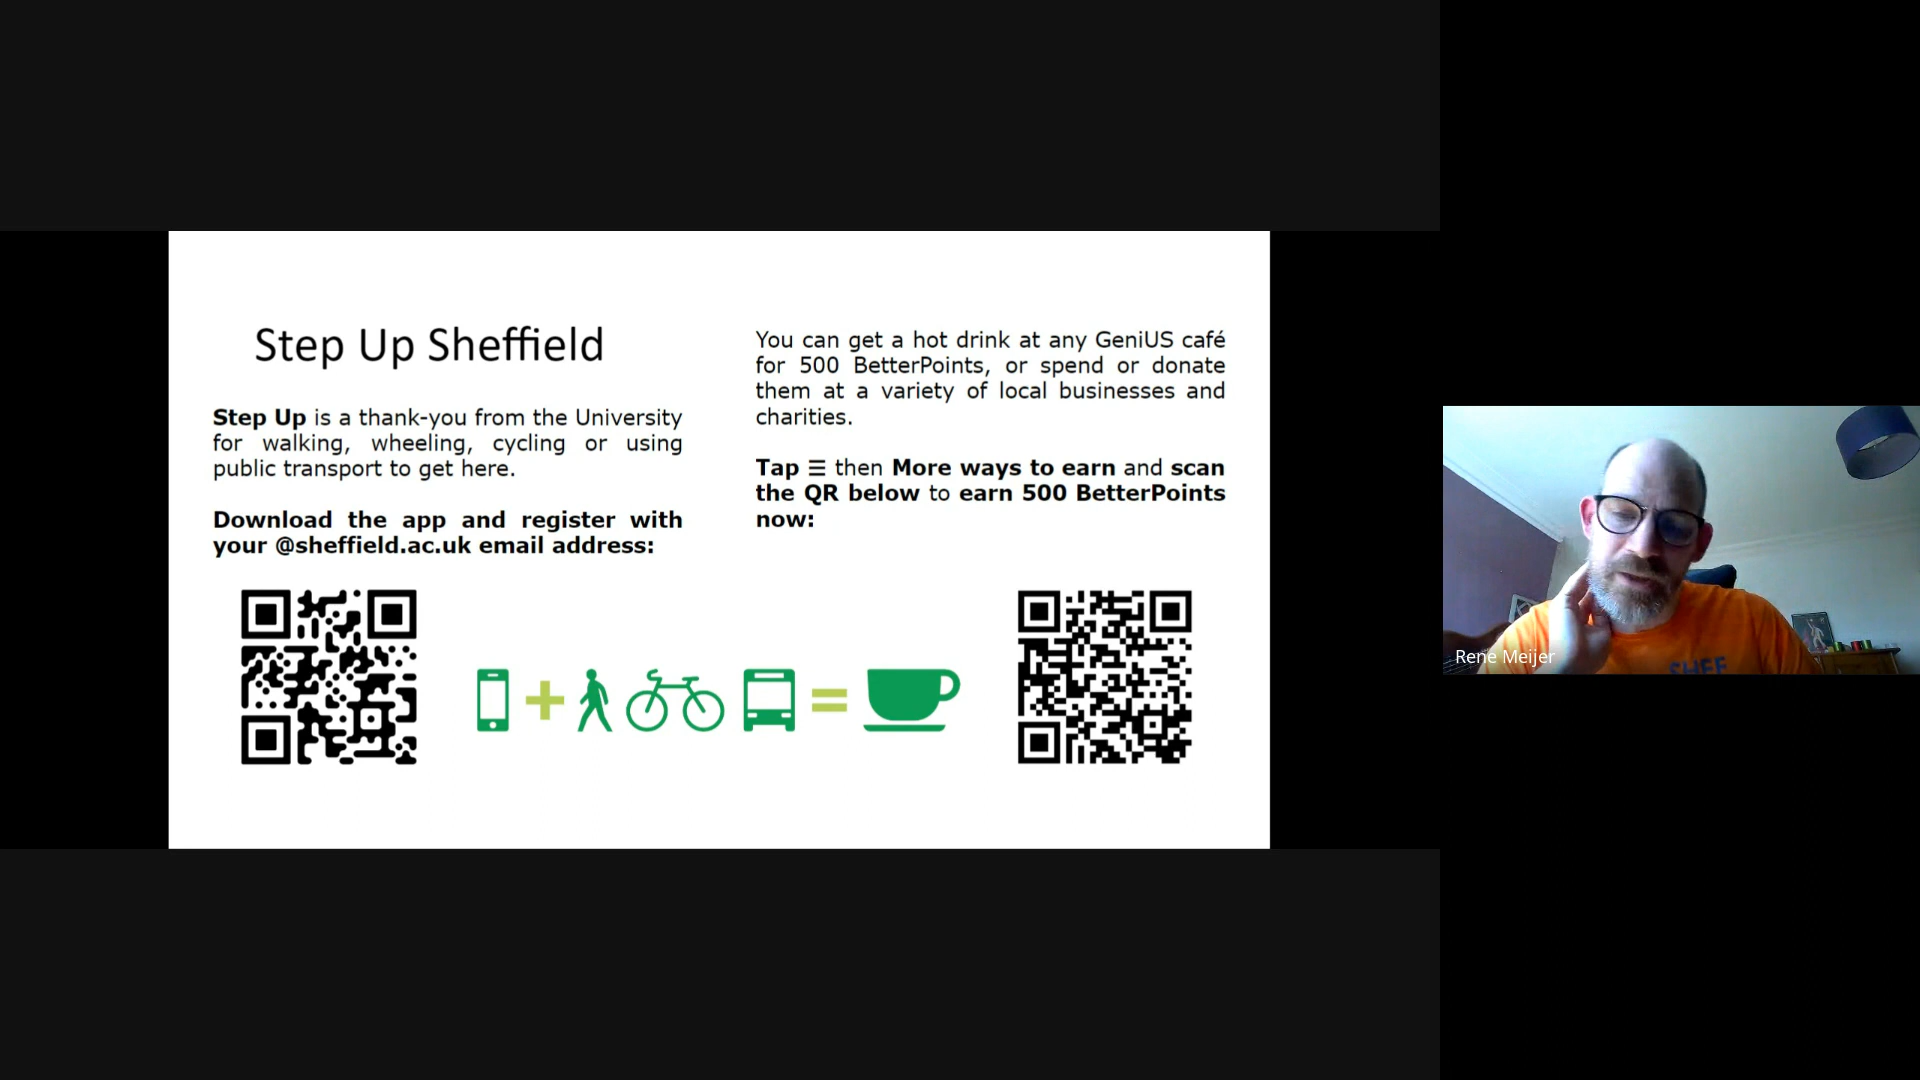 Step Up Sheffield
Step Up is a thank-you from the University
for walking, wheeling, cycling or using
public transport to get here.
Download the app and register with
your @sheffield.ac.uk email address:
You can get a hot drink at any GeniUS café
for 500 BetterPoints, or spend or donate
them at a variety of local businesses and
charities.
Tap ☰ then More ways to earn and scan
the QR below to earn 500 BetterPoints
now:
René Meijer
SHEF